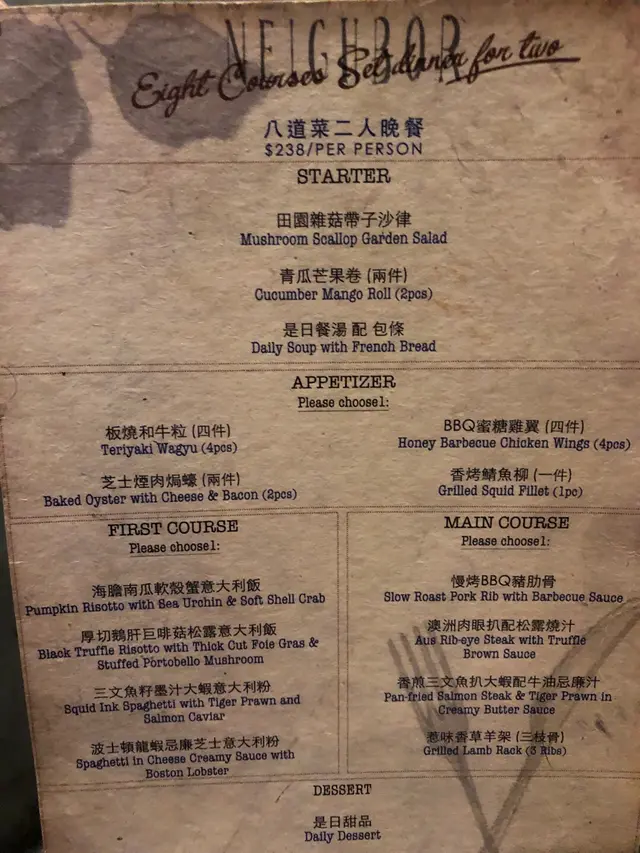 NEIGHBOR
Eight Courses Set dinner for two
八道菜二人晚餐
$238/PER PERSON
STARTER
田園雜菇帶子沙律
Mushroom Scallop Garden Salad
青瓜芒果卷 (兩件)
Cucumber Mango Roll (2pcs)
是日餐湯 配 包條
Daily Soup with French Bread
APPETIZER
Please choose1:
板燒和牛粒 (四件)
Teriyaki Wagyu (4pcs)
芝士煙肉焗蠔 (兩件)
Baked Oyster with Cheese & Bacon (2pcs)
BBQ蜜糖雞翼 (四件)
Honey Barbecue Chicken Wings (4pcs)
香烤鯖魚柳 (一件)
Grilled Squid Fillet (1pc)
FIRST COURSE
Please choose1:
海膽南瓜軟殼蟹意大利飯
Pumpkin Risotto with Sea Urchin & Soft Shell Crab
厚切鵝肝巨啡菇松露意大利飯
Black Truffle Risotto with Thick Cut Foie Gras &
Stuffed Portobello Mushroom
三文魚籽墨汁大蝦意大利粉
Squid Ink Spaghetti with Tiger Prawn and
Salmon Caviar
波士頓龍蝦忌廉芝士意大利粉
Spaghetti in Cheese Creamy Sauce with
Boston Lobster
MAIN COURSE
Please choose1:
慢烤BBQ豬肋骨
Slow Roast Pork Rib with Barbecue Sauce
澳洲肉眼扒配松露燒汁
Aus Rib-eye Steak with Truffle
Brown Sauce
香煎三文魚扒大蝦配牛油忌廉汁
Pan-fried Salmon Steak & Tiger Prawn in
Creamy Butter Sauce
惹味香草羊架 (三枝骨)
Grilled Lamb Rack (3 Ribs)
DESSERT
是日甜品
Daily Dessert